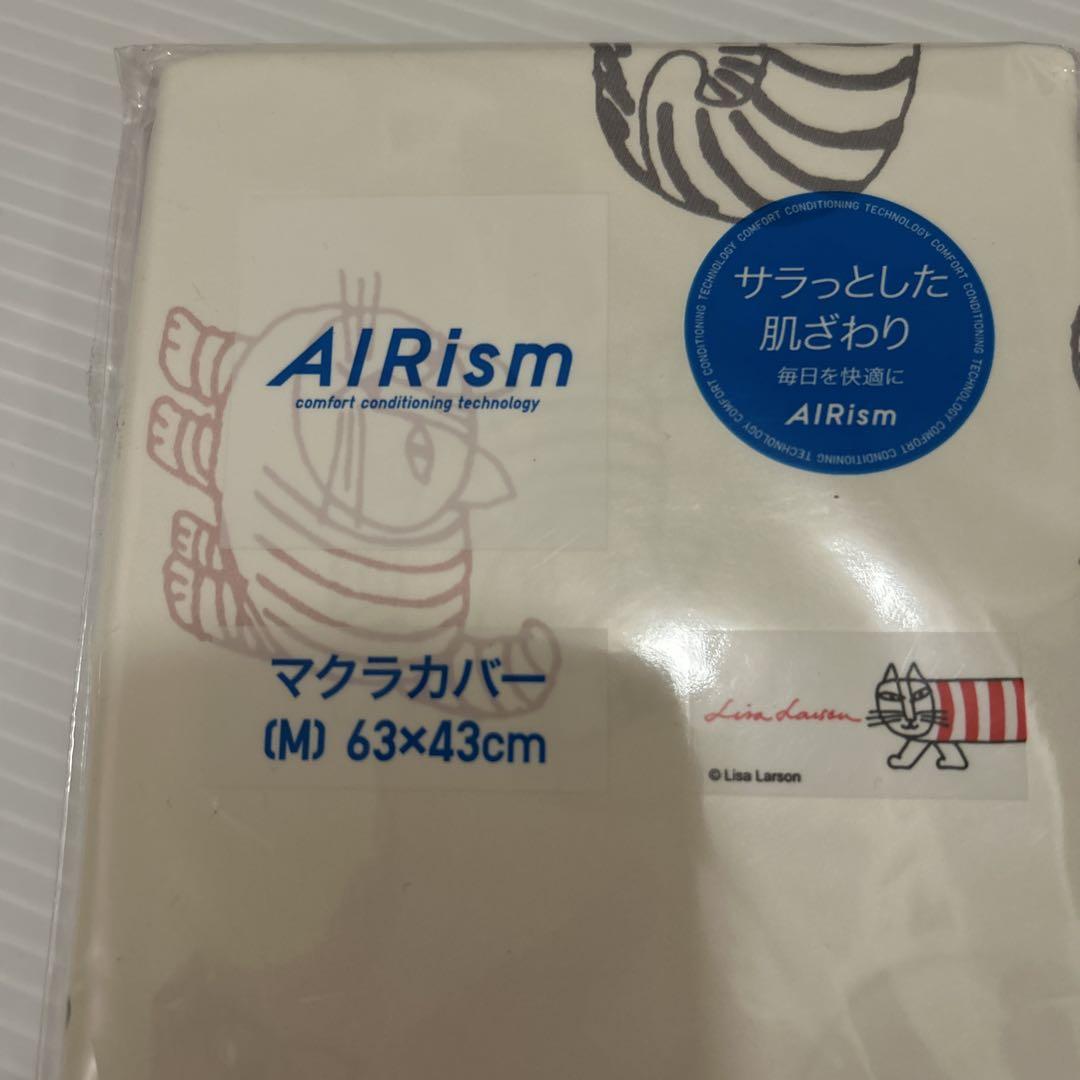 AIRism
comfort conditioning technology
COMFORT CONDITIONING TECHNOLOGY COMFORT CONDITIONING TECHNOLOGY COMFORT CONDITIONING TECHNOLOGY
サラっとした
肌ざわり
毎日を快適に
AIRism
マクラカバー
(M) 63×43cm
Lisa Larson
© Lisa Larson